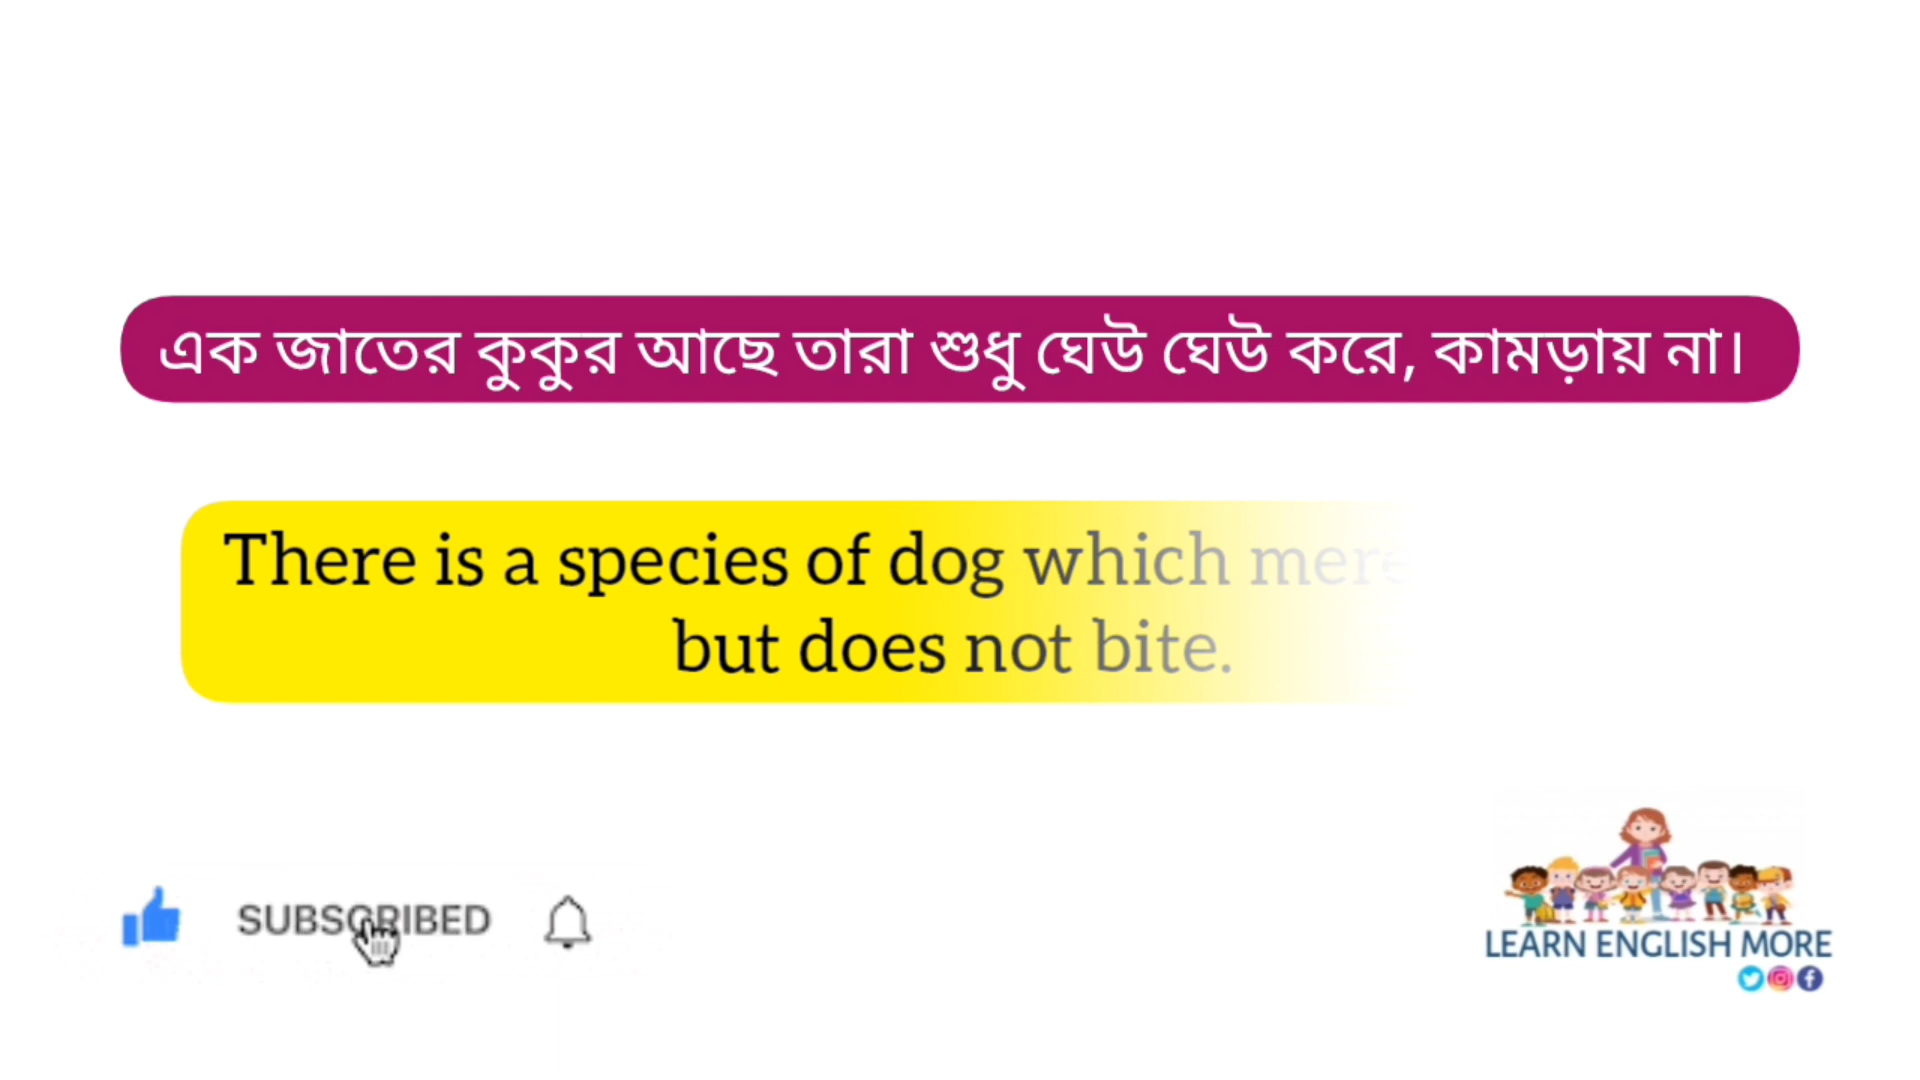 এক জাতের কুকুর আছে তারা শুধু ঘেউ ঘেউ করে, কামড়ায় না।
There is a species of dog which
but does not bite.
SUBSCRIBED
LEARN ENGLISH MORE